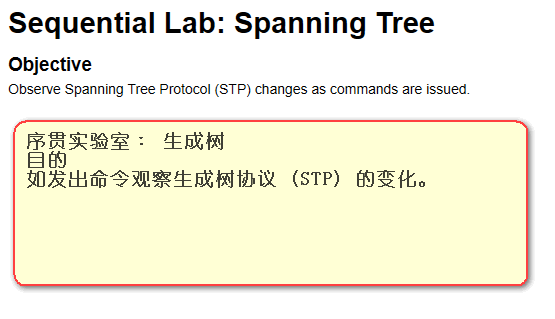 Sequential Lab: Spanning Tree
Objective
Observe Spanning Tree Protocol (STP) changes as commands are issued.
序贯实验室： 生成树
目的
如发出命令观察生成树协议 (STP) 的变化。